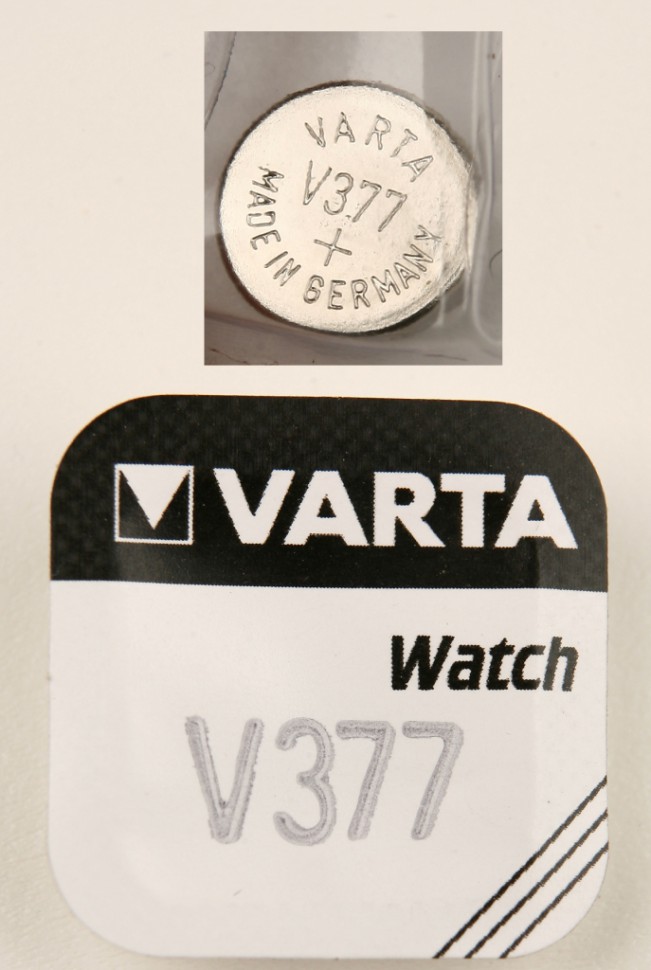 VARTA
V377
+
MADE IN GERMANY
VARTA
Watch
V377